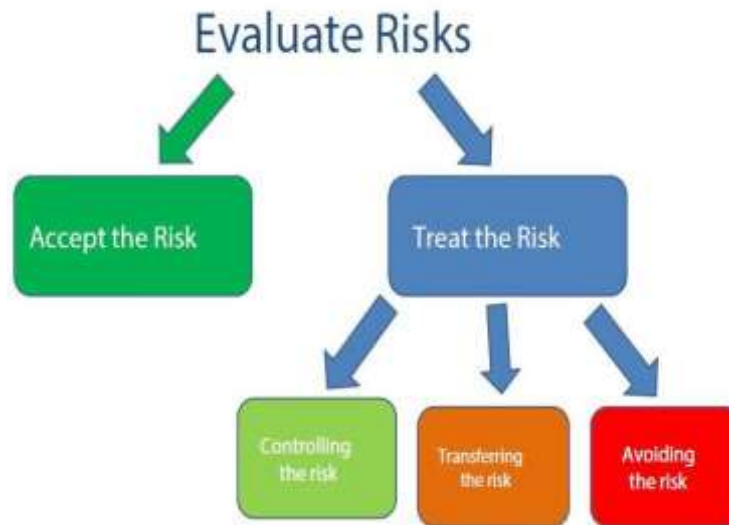 Evaluate Risks
Accept the Risk
Treat the Risk
Controlling
the risk
Transferring
the risk
Avoiding
the risk